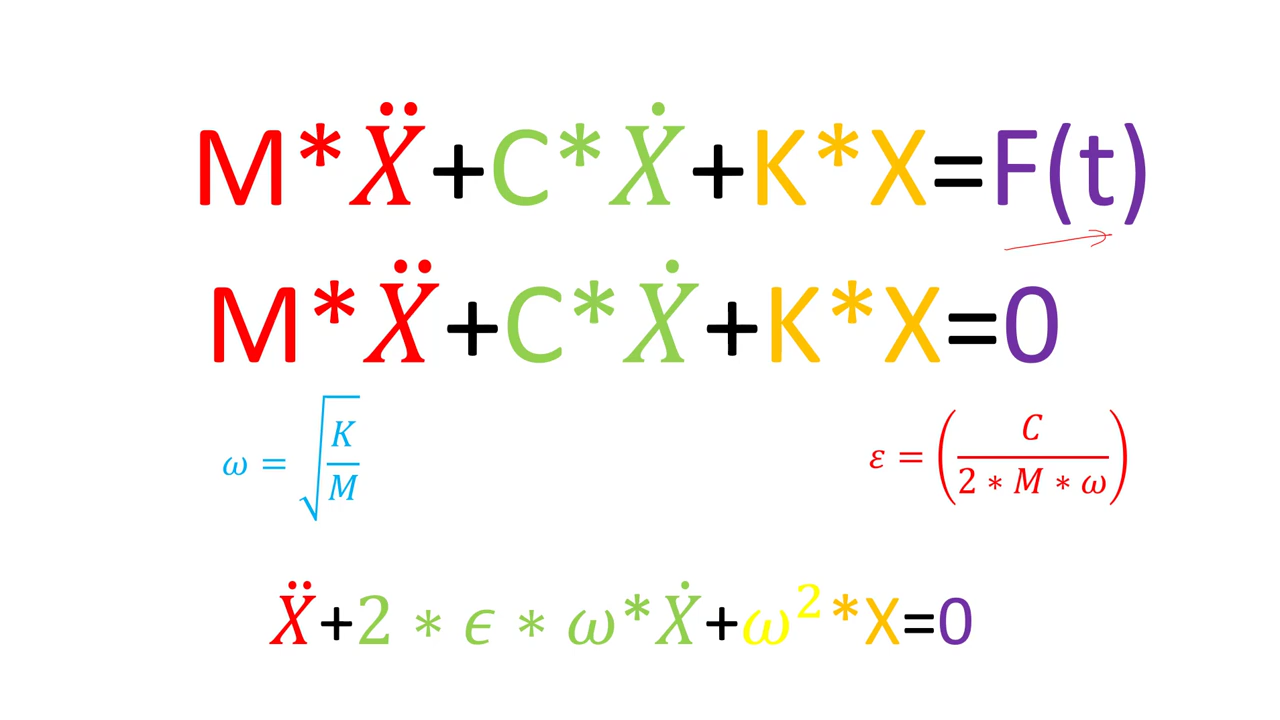 M*Ẍ+C*Ẋ+K*X=F(t)
M*Ẍ+C*Ẋ+K*X=0
ω = √(K/M) ε = (C/(2 * M * ω))
Ẍ+2 * ϵ * ω*Ẋ+ω²*X=0